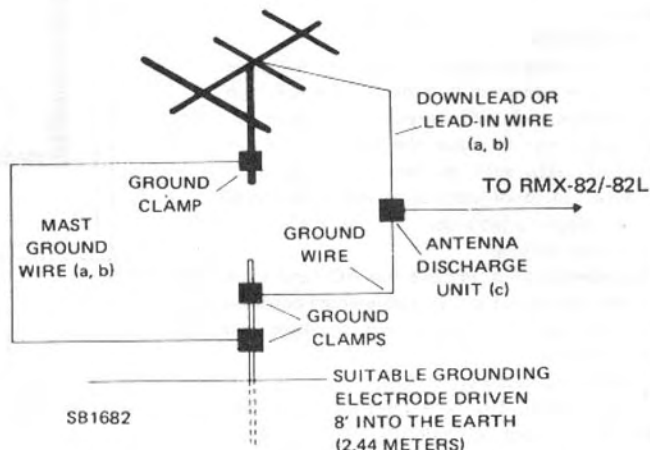 DOWNLEAD OR
LEAD-IN WIRE
(a, b)
GROUND
CLAMP
TO RMX-82/-82L
MAST
GROUND
WIRE (a, b)
GROUND
WIRE
ANTENNA
DISCHARGE
UNIT (c)
GROUND
CLAMPS
SUITABLE GROUNDING
ELECTRODE DRIVEN
8' INTO THE EARTH
(2.44 METERS)
SB1682